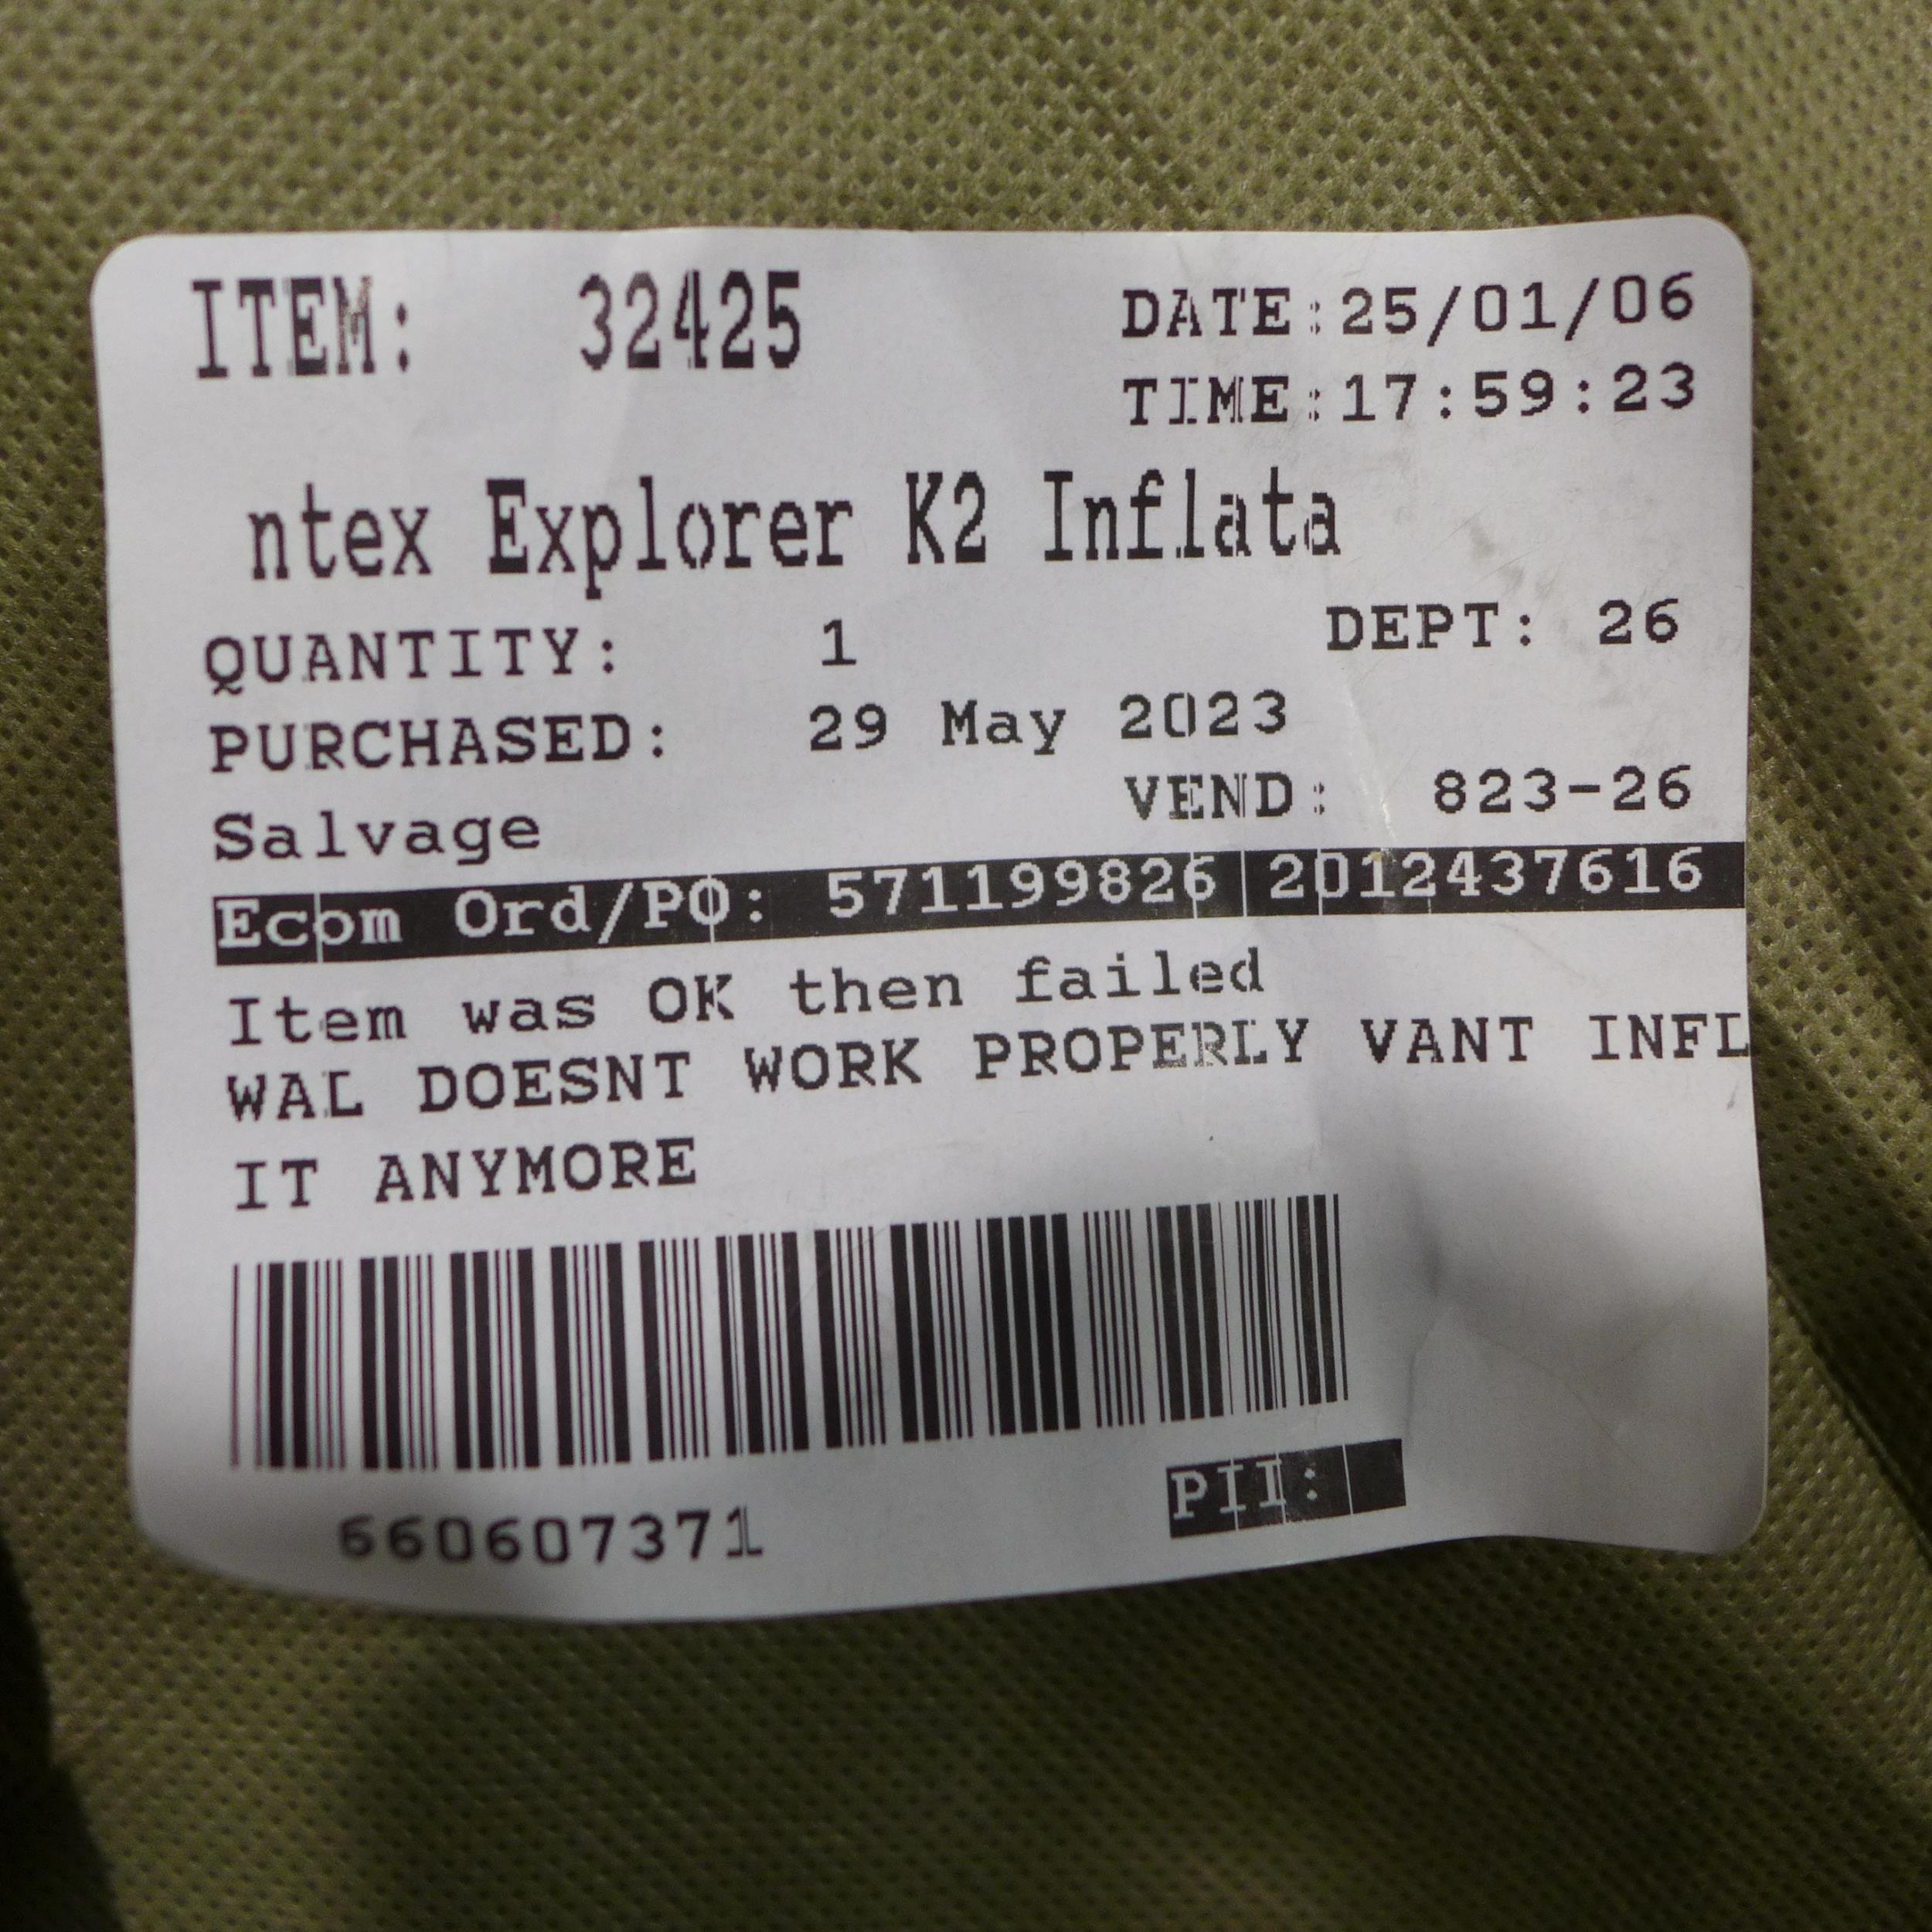 ITEM: 32425 DATE:25/01/06
TIME:17:59:23
ntex Explorer K2 Inflata
QUANTITY: 1 DEPT: 26
PURCHASED: 29 May 2023
Salvage VEND: 823-26
Ecom Ord/PO: 571199826 2012437616
Item was OK then failed
WAL DOESNT WORK PROPERLY VANT INFL
IT ANYMORE
660607371 PII: